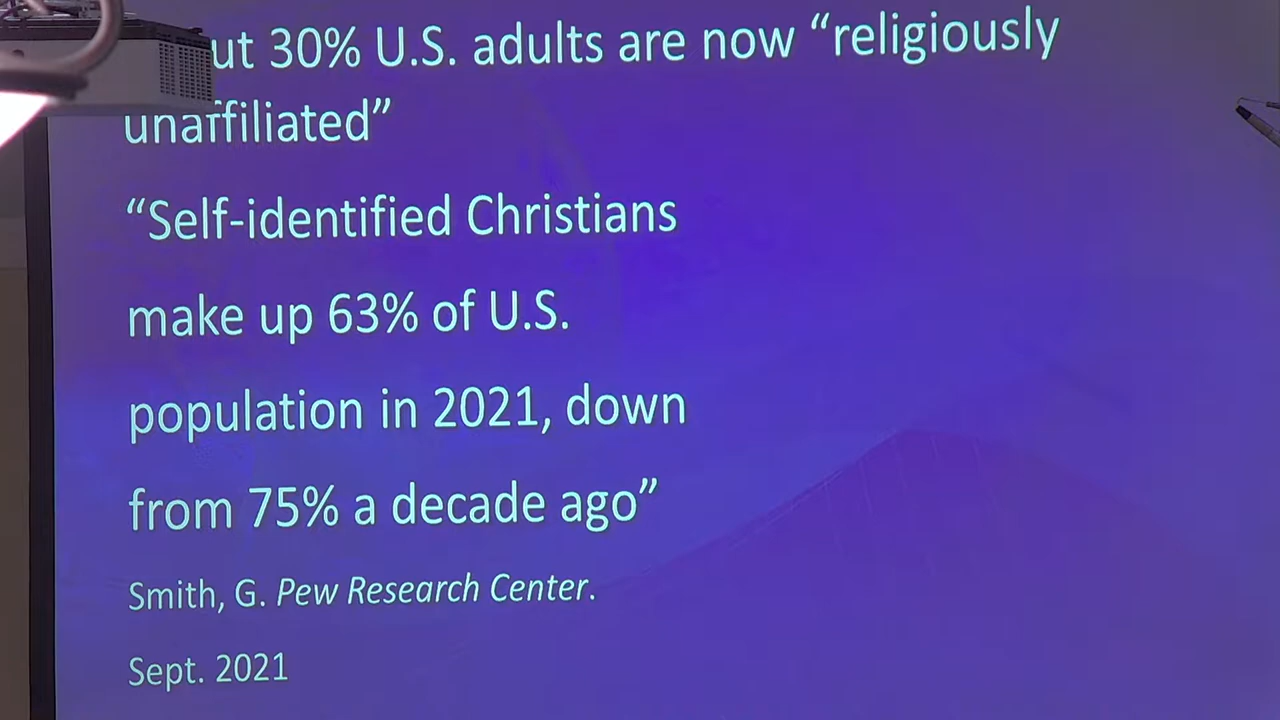 30% U.S. adults are now “religiously
unaffiliated”
“Self-identified Christians
make up 63% of U.S.
population in 2021, down
from 75% a decade ago”
Smith, G. Pew Research Center.
Sept. 2021